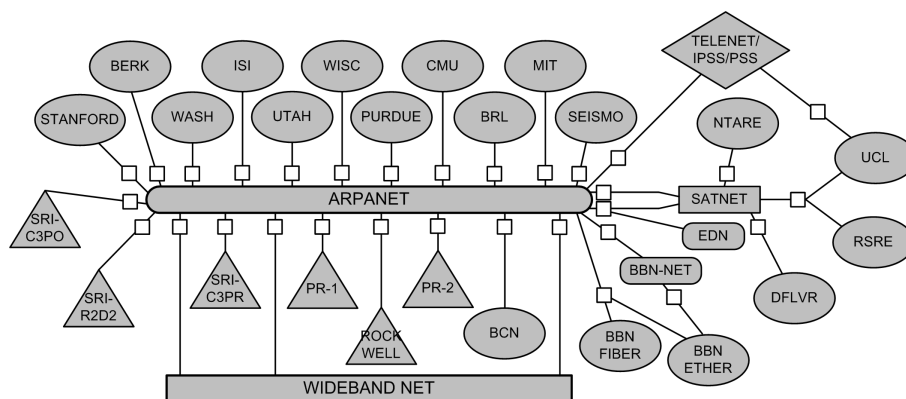 TELENET/
IPSS/PSS
BERK
ISI
WISC
CMU
MIT
STANFORD
WASH
UTAH
PURDUE
BRL
SEISMO
NTARE
UCL
ARPANET
SATNET
SRI-
C3PO
EDN
RSRE
BBN-NET
SRI-
R2D2
SRI-
C3PR
PR-1
PR-2
DFLVR
ROCK
WELL
BCN
BBN
FIBER
BBN
ETHER
WIDEBAND NET